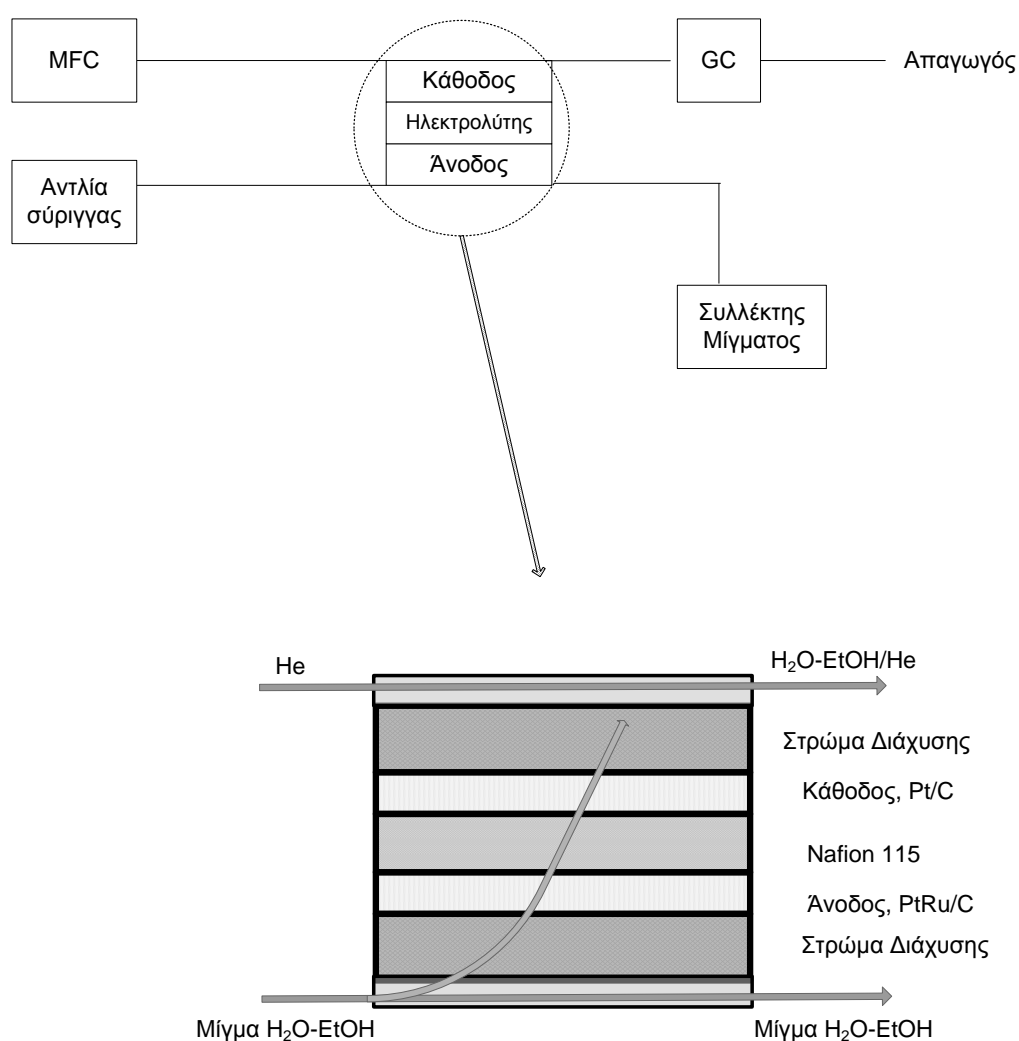 MFC
GC
Απαγωγός
Κάθοδος
Ηλεκτρολύτης
Άνοδος
Αντλία
σύριγγας
Συλλέκτης
Μίγματος
He
H₂O-EtOH/He
Στρώμα Διάχυσης
Κάθοδος, Pt/C
Nafion 115
Άνοδος, PtRu/C
Στρώμα Διάχυσης
Μίγμα H₂O-EtOH
Μίγμα H₂O-EtOH